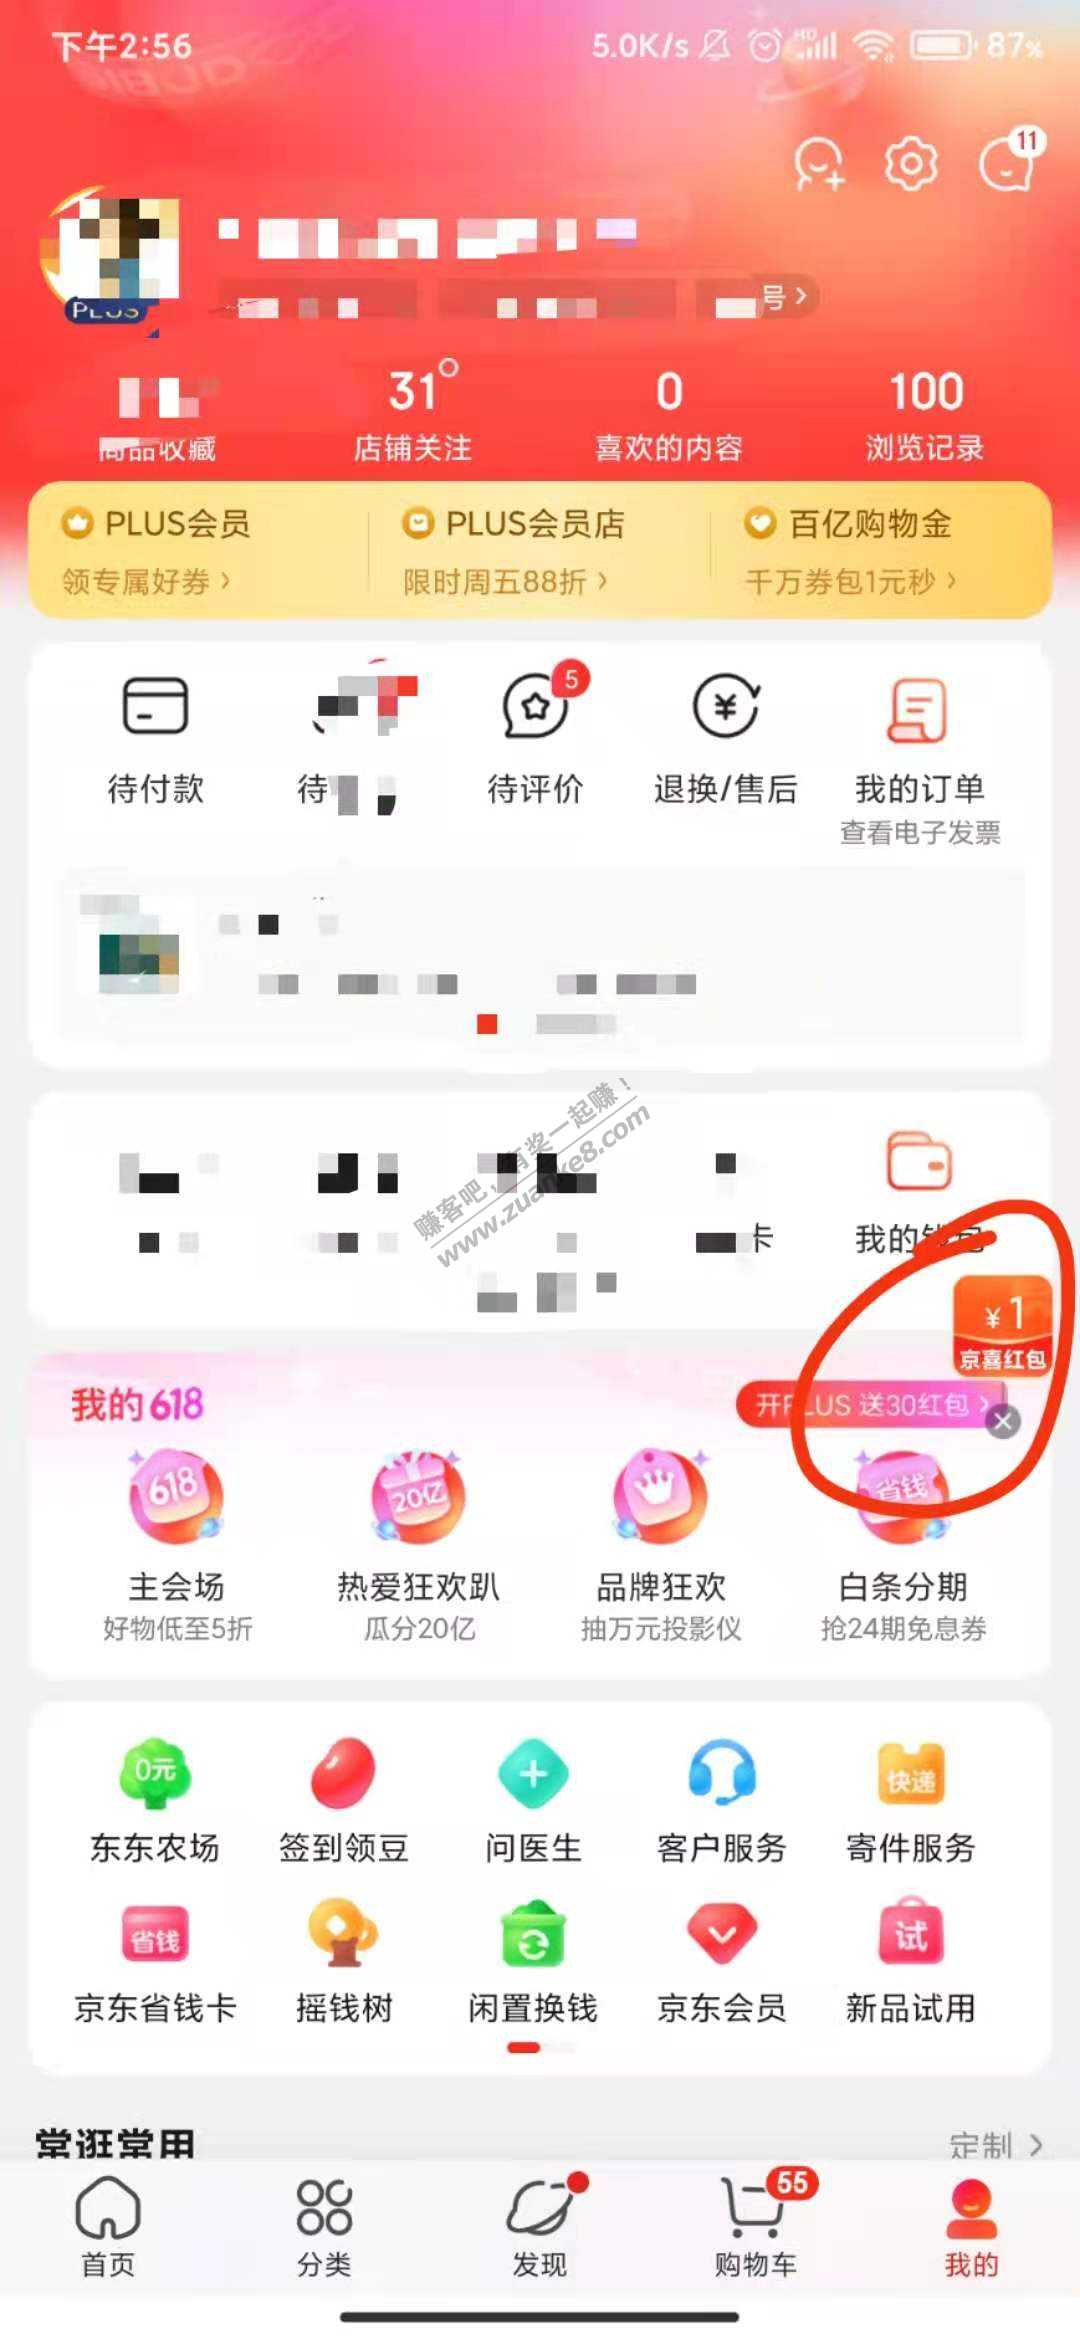 下午2:56
5.0K/s
HD
87%
11
PLUS
号
31
0
100
商品收藏
店铺关注
喜欢的内容
浏览记录
PLUS会员
PLUS会员店
百亿购物金
领专属好券
限时周五88折
千万券包1元秒
5
待付款
待
待评价
退换/售后
我的订单
查看电子发票
赚客吧，有奖一起赚！
www.zuanke8.com
卡
我的钱包
¥1
京喜红包
我的618
开PLUS 送30红包
618
20亿
省钱
主会场
热爱狂欢趴
品牌狂欢
白条分期
好物低至5折
瓜分20亿
抽万元投影仪
抢24期免息券
0元
快递
东东农场
签到领豆
问医生
客户服务
寄件服务
省钱
试
京东省钱卡
摇钱树
闲置换钱
京东会员
新品试用
常逛常用
定制
55
首页
分类
发现
购物车
我的